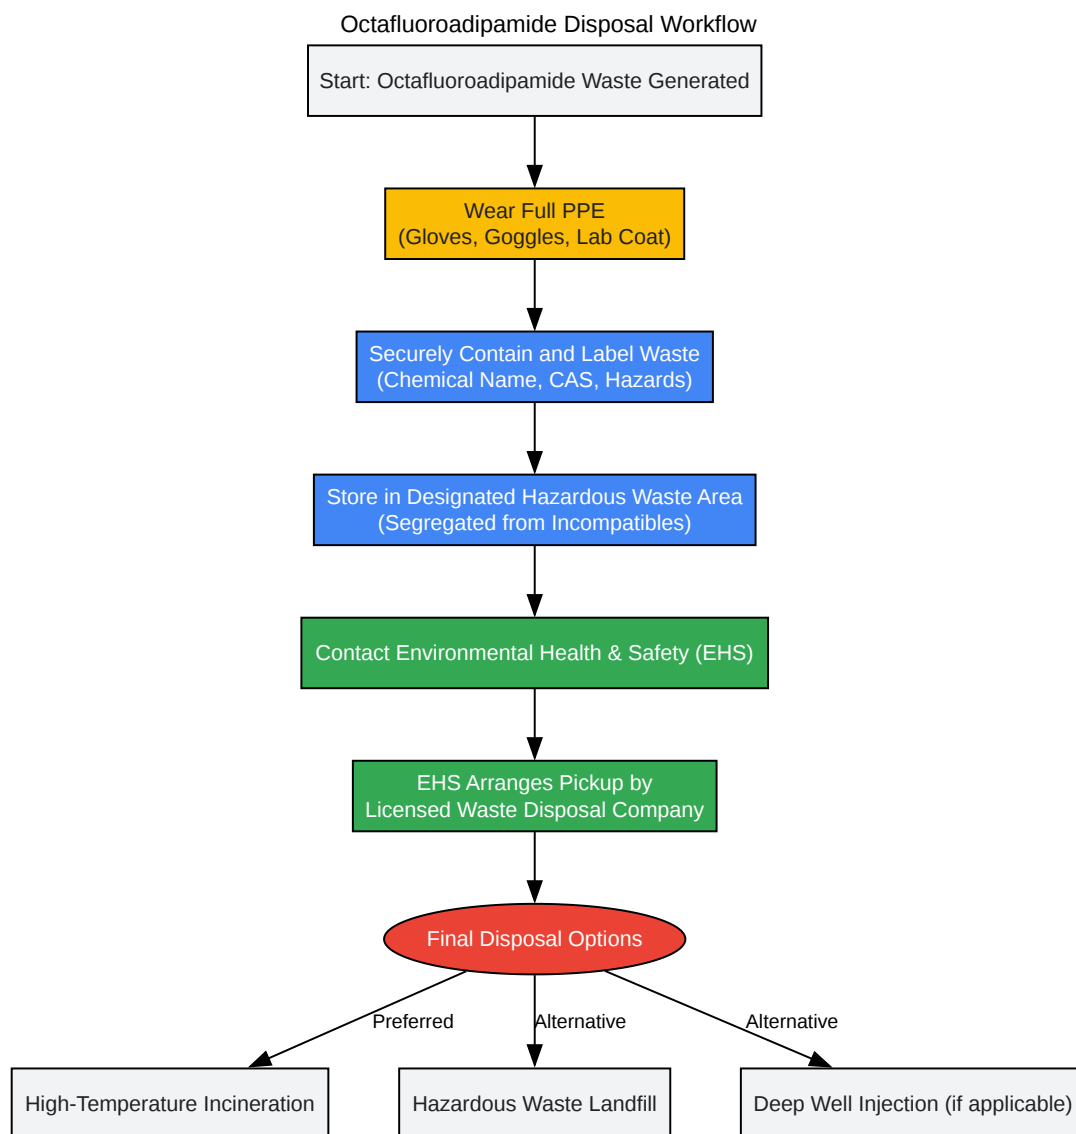 Octafluoroadipamide Disposal Workflow
Start: Octafluoroadipamide Waste Generated
Wear Full PPE
(Gloves, Goggles, Lab Coat)
Securely Contain and Label Waste
(Chemical Name, CAS, Hazards)
Store in Designated Hazardous Waste Area
(Segregated from Incompatibles)
Contact Environmental Health & Safety (EHS)
EHS Arranges Pickup by
Licensed Waste Disposal Company
Final Disposal Options
Preferred
Alternative
Alternative
High-Temperature Incineration
Hazardous Waste Landfill
Deep Well Injection (if applicable)